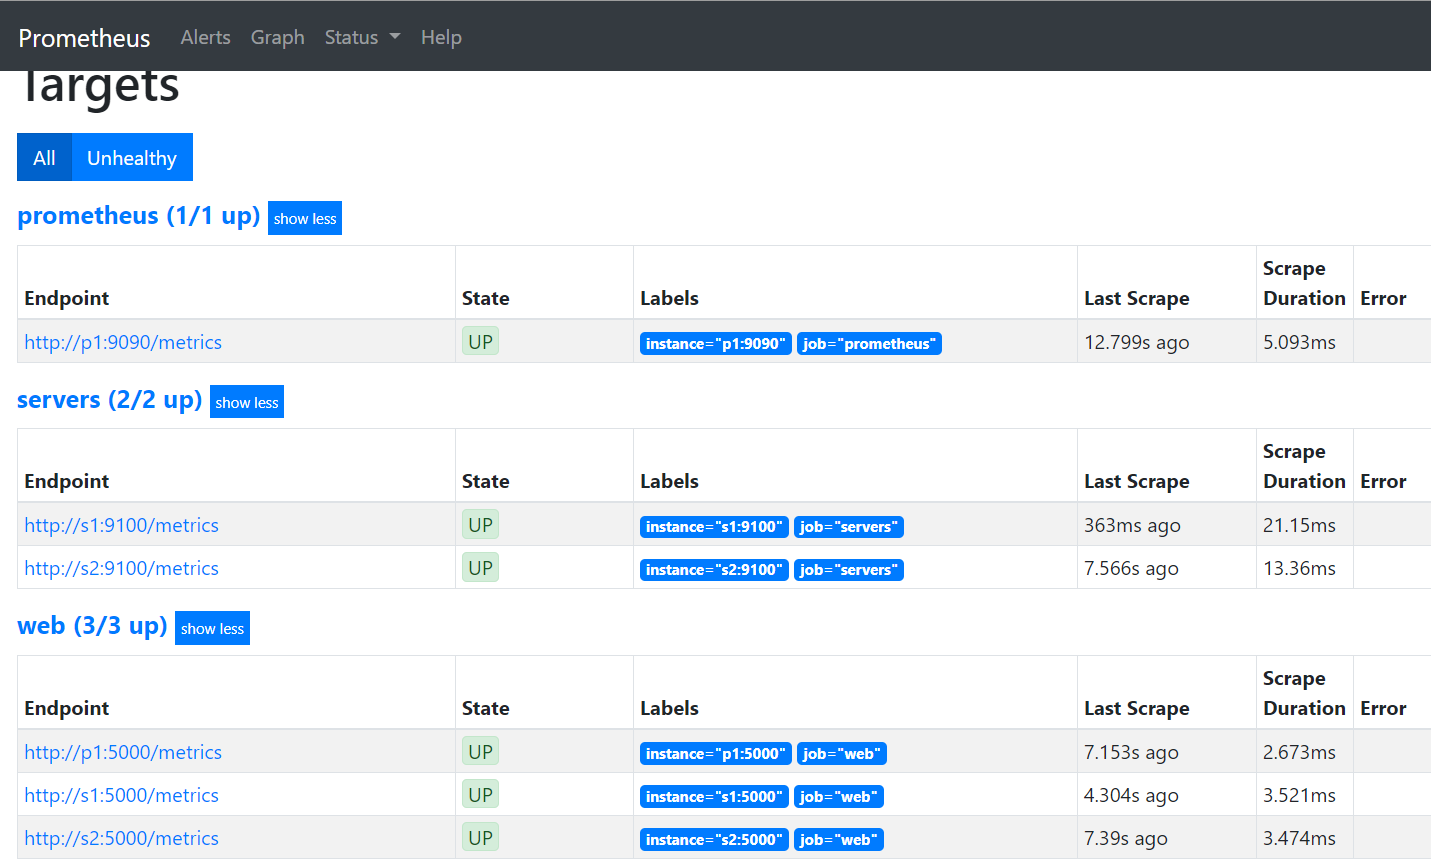 Prometheus Alerts Graph Status Help
Targets
All Unhealthy
prometheus (1/1 up) show less
Endpoint State Labels Last Scrape Scrape Duration Error
http://p1:9090/metrics UP instance="p1:9090" job="prometheus" 12.799s ago 5.093ms
servers (2/2 up) show less
Endpoint State Labels Last Scrape Scrape Duration Error
http://s1:9100/metrics UP instance="s1:9100" job="servers" 363ms ago 21.15ms
http://s2:9100/metrics UP instance="s2:9100" job="servers" 7.566s ago 13.36ms
web (3/3 up) show less
Endpoint State Labels Last Scrape Scrape Duration Error
http://p1:5000/metrics UP instance="p1:5000" job="web" 7.153s ago 2.673ms
http://s1:5000/metrics UP instance="s1:5000" job="web" 4.304s ago 3.521ms
http://s2:5000/metrics UP instance="s2:5000" job="web" 7.39s ago 3.474ms